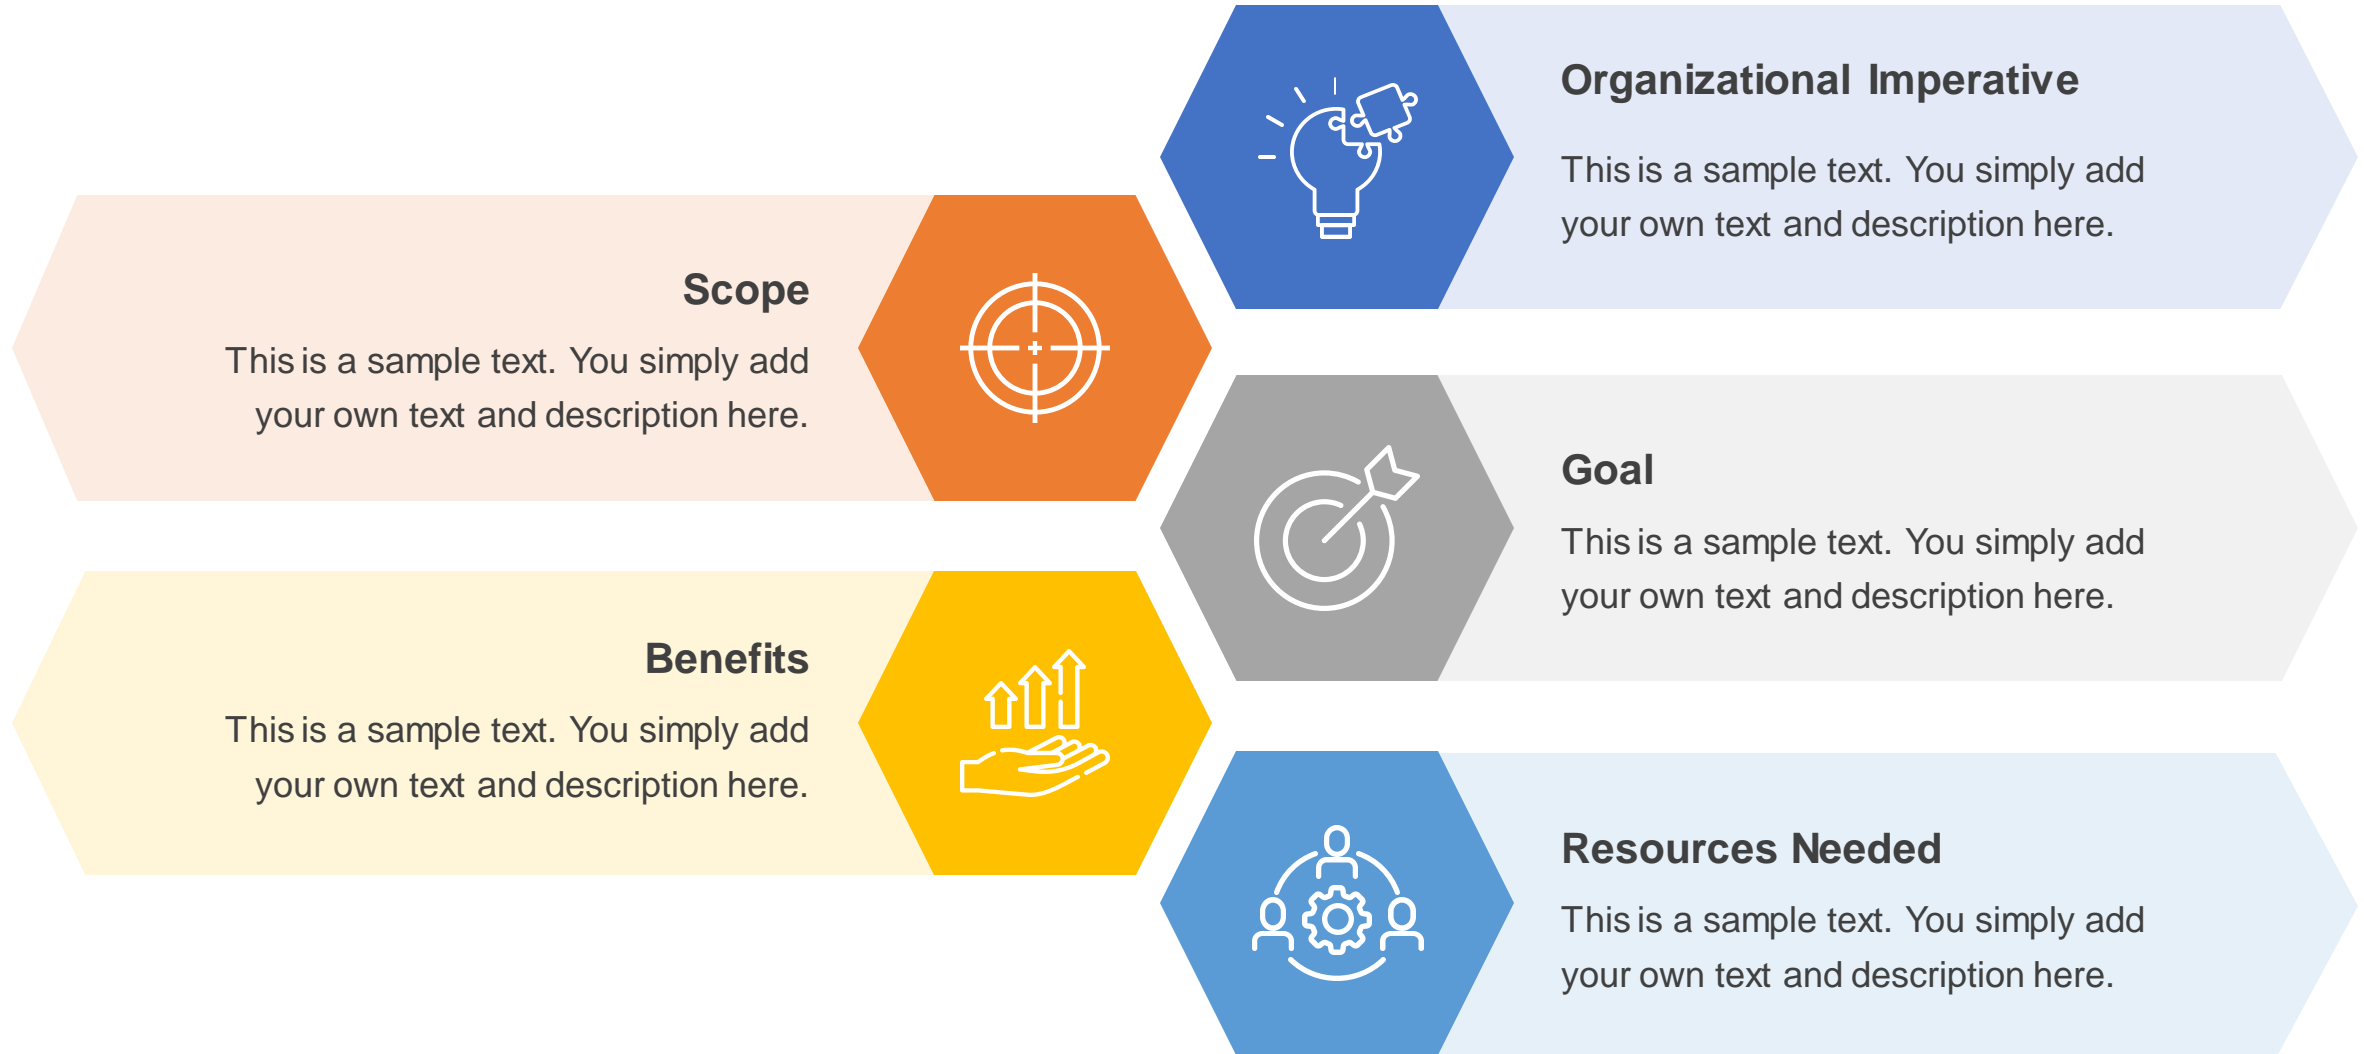 Organizational Imperative
This is a sample text. You simply add
your own text and description here.
Scope
This is a sample text. You simply add
your own text and description here.
Goal
This is a sample text. You simply add
your own text and description here.
Benefits
This is a sample text. You simply add
your own text and description here.
Resources Needed
This is a sample text. You simply add
your own text and description here.